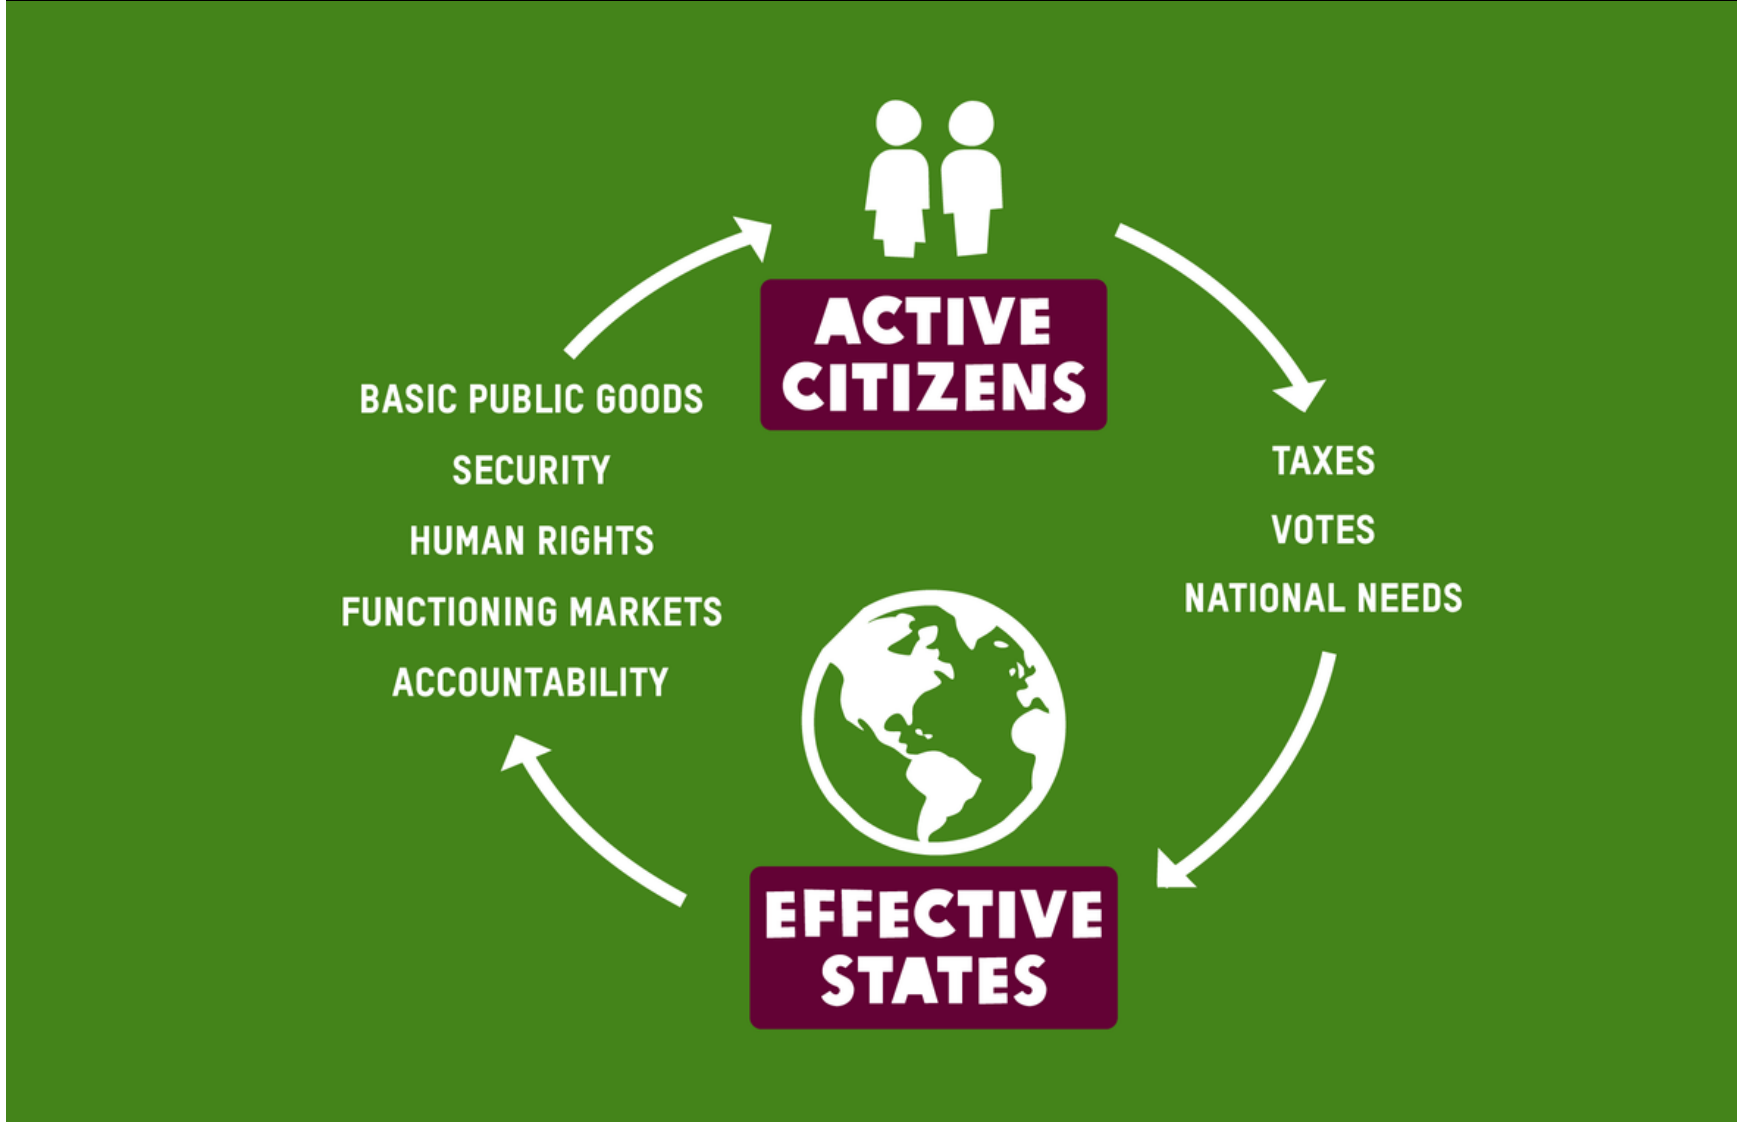 ACTIVE
CITIZENS
BASIC PUBLIC GOODS
SECURITY
HUMAN RIGHTS
FUNCTIONING MARKETS
ACCOUNTABILITY
TAXES
VOTES
NATIONAL NEEDS
EFFECTIVE
STATES